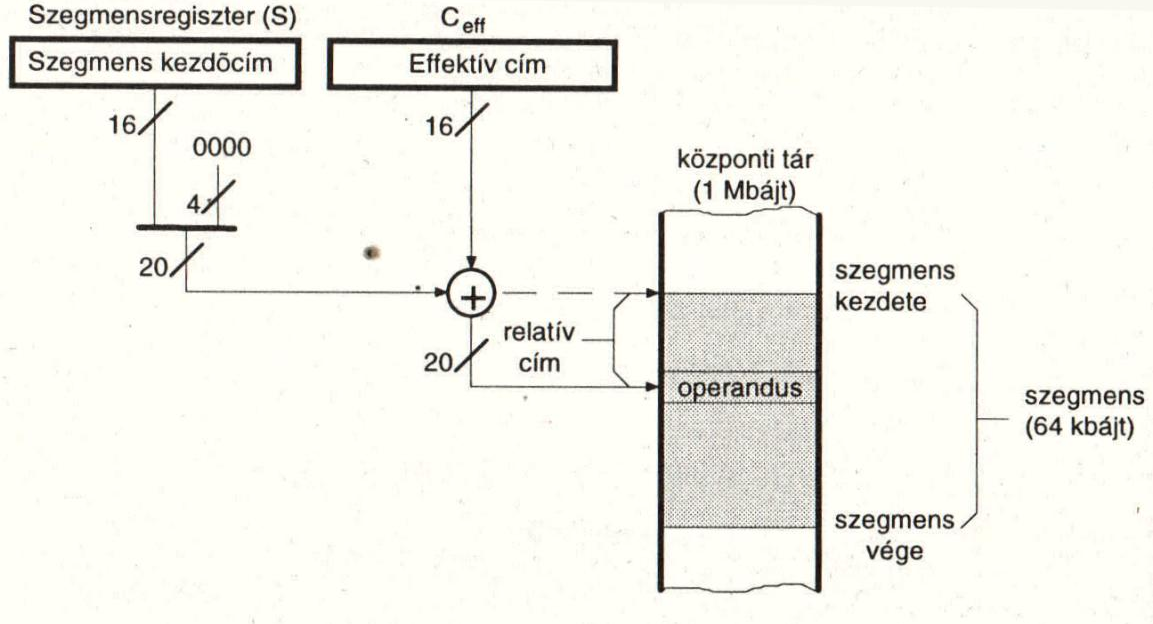 Szegmensregiszter (S)
Szegmens kezdõcím
16
0000
4
20
C eff
Effektív cím
16
+
20
relatív
cím
központi tár
(1 Mbájt)
operandus
szegmens
kezdete
szegmens
vége
szegmens
(64 kbájt)